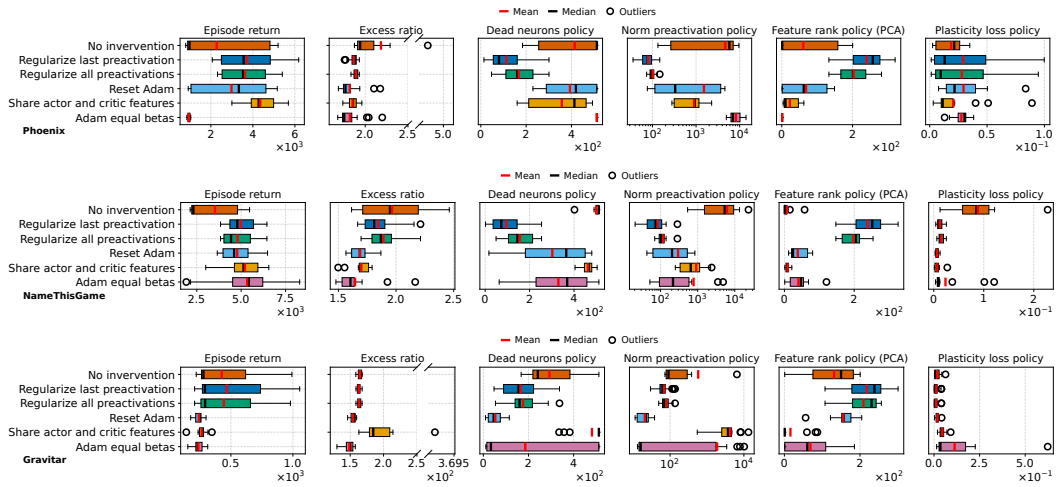 Mean Median Outliers
Episode return Excess ratio Dead neurons policy Norm preactivation policy Feature rank policy (PCA) Plasticity loss policy
No invervention
Regularize last preactivation
Regularize all preactivations
Reset Adam
Share actor and critic features
Adam equal betas
2 4 6 2.0 2.5 5.0 0 2 4 10² 10³ 10⁴ 0 2 0.0 0.5 1.0
Phoenix ×10³ ×10² ×10² ×10⁻¹
Mean Median Outliers
Episode return Excess ratio Dead neurons policy Norm preactivation policy Feature rank policy (PCA) Plasticity loss policy
No invervention
Regularize last preactivation
Regularize all preactivations
Reset Adam
Share actor and critic features
Adam equal betas
NameThisGame 2.5 5.0 7.5 1.5 2.0 2.5 0 2 4 10² 10³ 10⁴ 0 2 0 1 2
×10³ ×10² ×10² ×10⁻¹
Mean Median Outliers
Episode return Excess ratio Dead neurons policy Norm preactivation policy Feature rank policy (PCA) Plasticity loss policy
No invervention
Regularize last preactivation
Regularize all preactivations
Reset Adam
Share actor and critic features
Adam equal betas
Gravitar 0.5 1.0 1.5 2.0 2.5 3.695 0 2 4 10² 10⁴ 0 2 0.0 2.5 5.0
×10³ ×10² ×10² ×10² ×10⁻¹